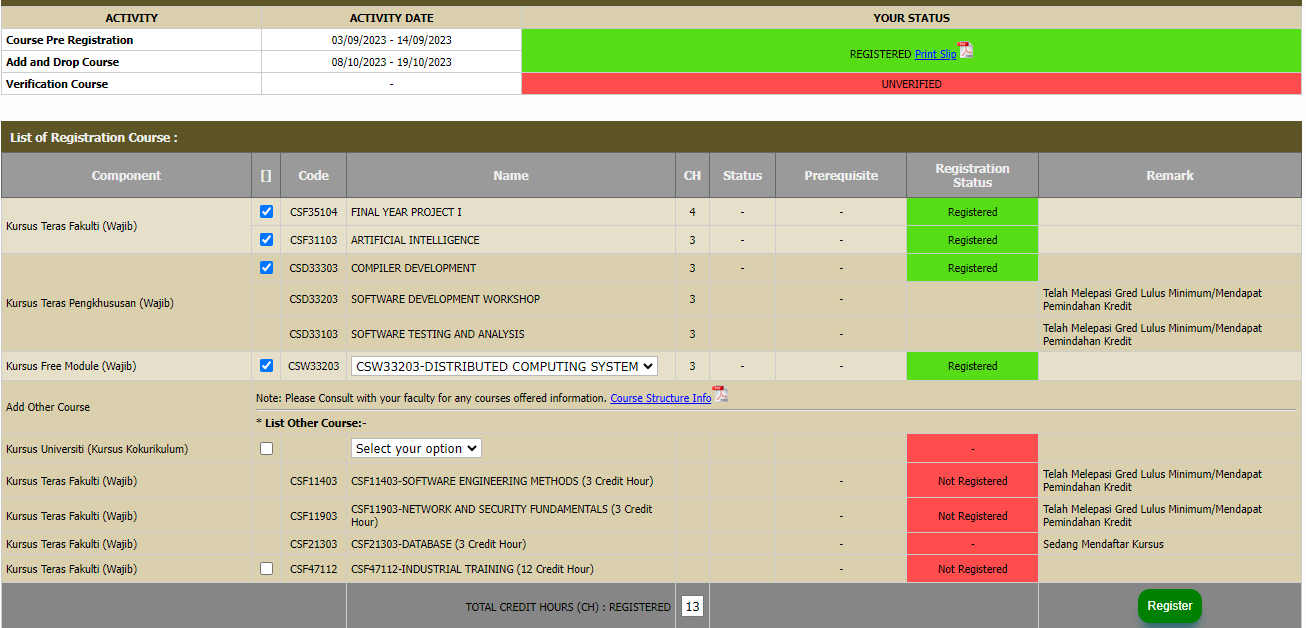 ACTIVITY ACTIVITY DATE YOUR STATUS
Course Pre Registration 03/09/2023 - 14/09/2023 REGISTERED Print Slip
Add and Drop Course 08/10/2023 - 19/10/2023
Verification Course - UNVERIFIED
List of Registration Course :
Component [] Code Name CH Status Prerequisite Registration Status Remark
Kursus Teras Fakulti (Wajib)
CSF35104 FINAL YEAR PROJECT I 4 - - Registered
CSF31103 ARTIFICIAL INTELLIGENCE 3 - - Registered
Kursus Teras Pengkhususan (Wajib)
CSD33303 COMPILER DEVELOPMENT 3 - - Registered
CSD33203 SOFTWARE DEVELOPMENT WORKSHOP 3 - Telah Melepasi Gred Lulus Minimum/Mendapat
Pemindahan Kredit
CSD33103 SOFTWARE TESTING AND ANALYSIS 3 - Telah Melepasi Gred Lulus Minimum/Mendapat
Pemindahan Kredit
Kursus Free Module (Wajib) CSW33203 CSW33203-DISTRIBUTED COMPUTING SYSTEM 3 - - Registered
Add Other Course
Note: Please Consult with your faculty for any courses offered information. Course Structure Info
* List Other Course:-
Kursus Universiti (Kursus Kokurikulum) Select your option -
Kursus Teras Fakulti (Wajib) CSF11403 CSF11403-SOFTWARE ENGINEERING METHODS (3 Credit Hour) - Not Registered Telah Melepasi Gred Lulus Minimum/Mendapat
Pemindahan Kredit
Kursus Teras Fakulti (Wajib) CSF11903 CSF11903-NETWORK AND SECURITY FUNDAMENTALS (3 Credit
Hour) - Not Registered Telah Melepasi Gred Lulus Minimum/Mendapat
Pemindahan Kredit
Kursus Teras Fakulti (Wajib) CSF21303 CSF21303-DATABASE (3 Credit Hour) - - Sedang Mendaftar Kursus
Kursus Teras Fakulti (Wajib) CSF47112 CSF47112-INDUSTRIAL TRAINING (12 Credit Hour) - Not Registered
TOTAL CREDIT HOURS (CH) : REGISTERED 13 Register